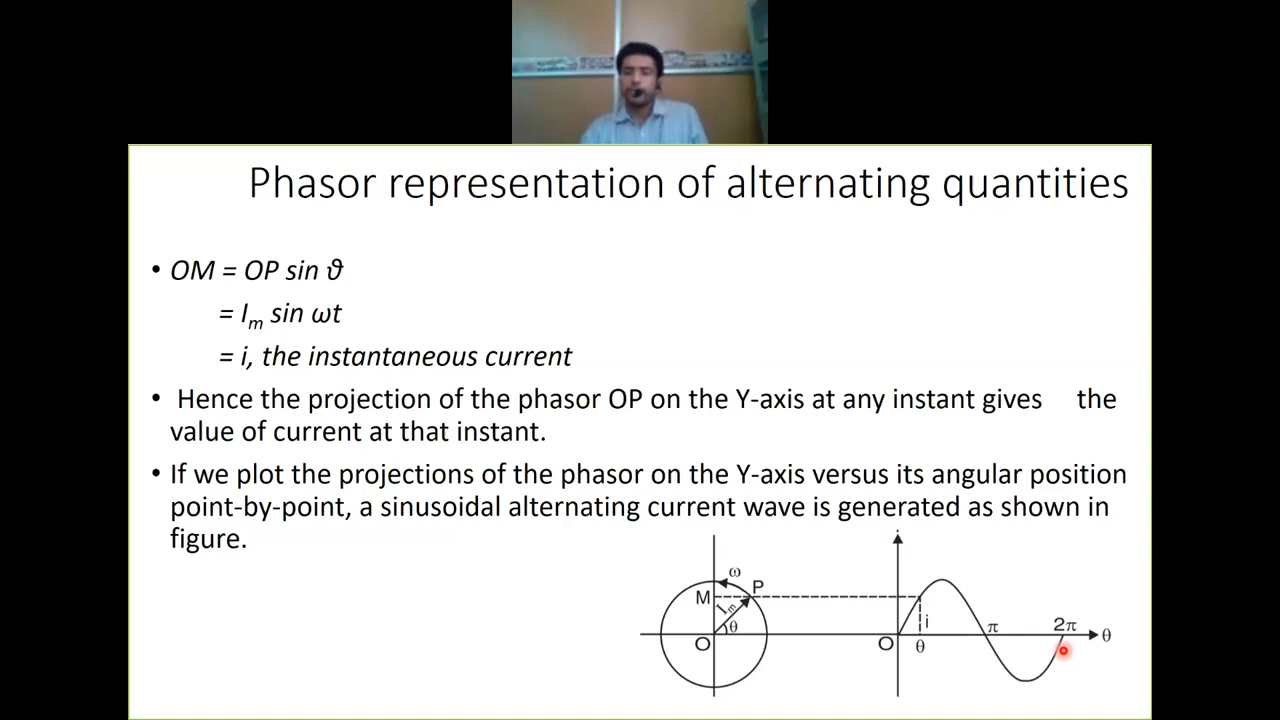 Phasor representation of alternating quantities
• OM = OP sin ϑ
= Im sin ωt
= i, the instantaneous current
• Hence the projection of the phasor OP on the Y-axis at any instant gives the
value of current at that instant.
• If we plot the projections of the phasor on the Y-axis versus its angular position
point-by-point, a sinusoidal alternating current wave is generated as shown in
figure.
ω
P
M
Im
θ
O
i
O
θ
π
2π
θ